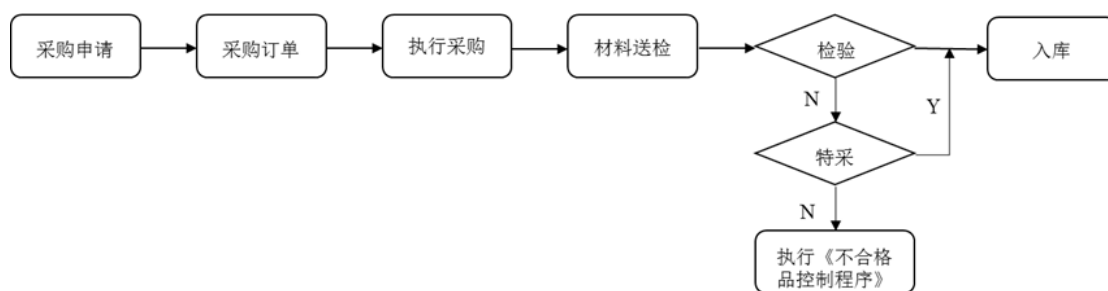 采购申请
采购订单
执行采购
材料送检
检验
入库
N
Y
特采
N
执行《不合格
品控制程序》